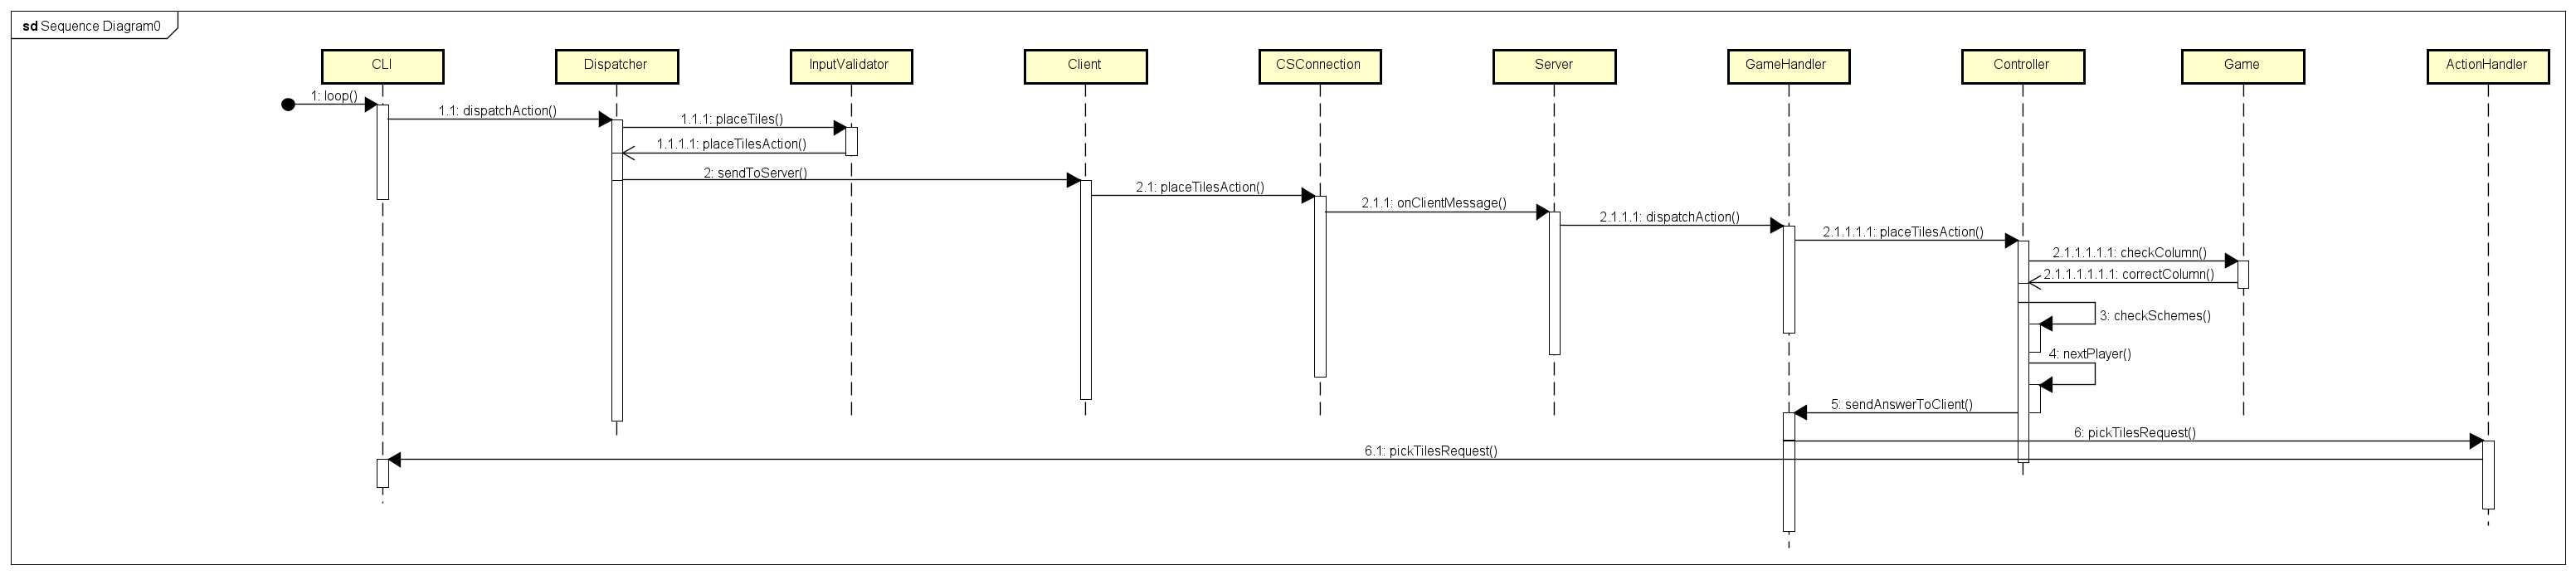 sd Sequence Diagram0
CLI
Dispatcher
InputValidator
Client
CSConnection
Server
GameHandler
Controller
Game
ActionHandler
1: loop()
1.1: dispatchAction()
1.1.1: placeTiles()
1.1.1.1: placeTilesAction()
2: sendToServer()
2.1: placeTilesAction()
2.1.1: onClientMessage()
2.1.1.1: dispatchAction()
2.1.1.1.1: placeTilesAction()
2.1.1.1.1.1: checkColumn()
2.1.1.1.1.1.1: correctColumn()
3: checkSchemes()
4: nextPlayer()
5: sendAnswerToClient()
6: pickTilesRequest()
6.1: pickTilesRequest()